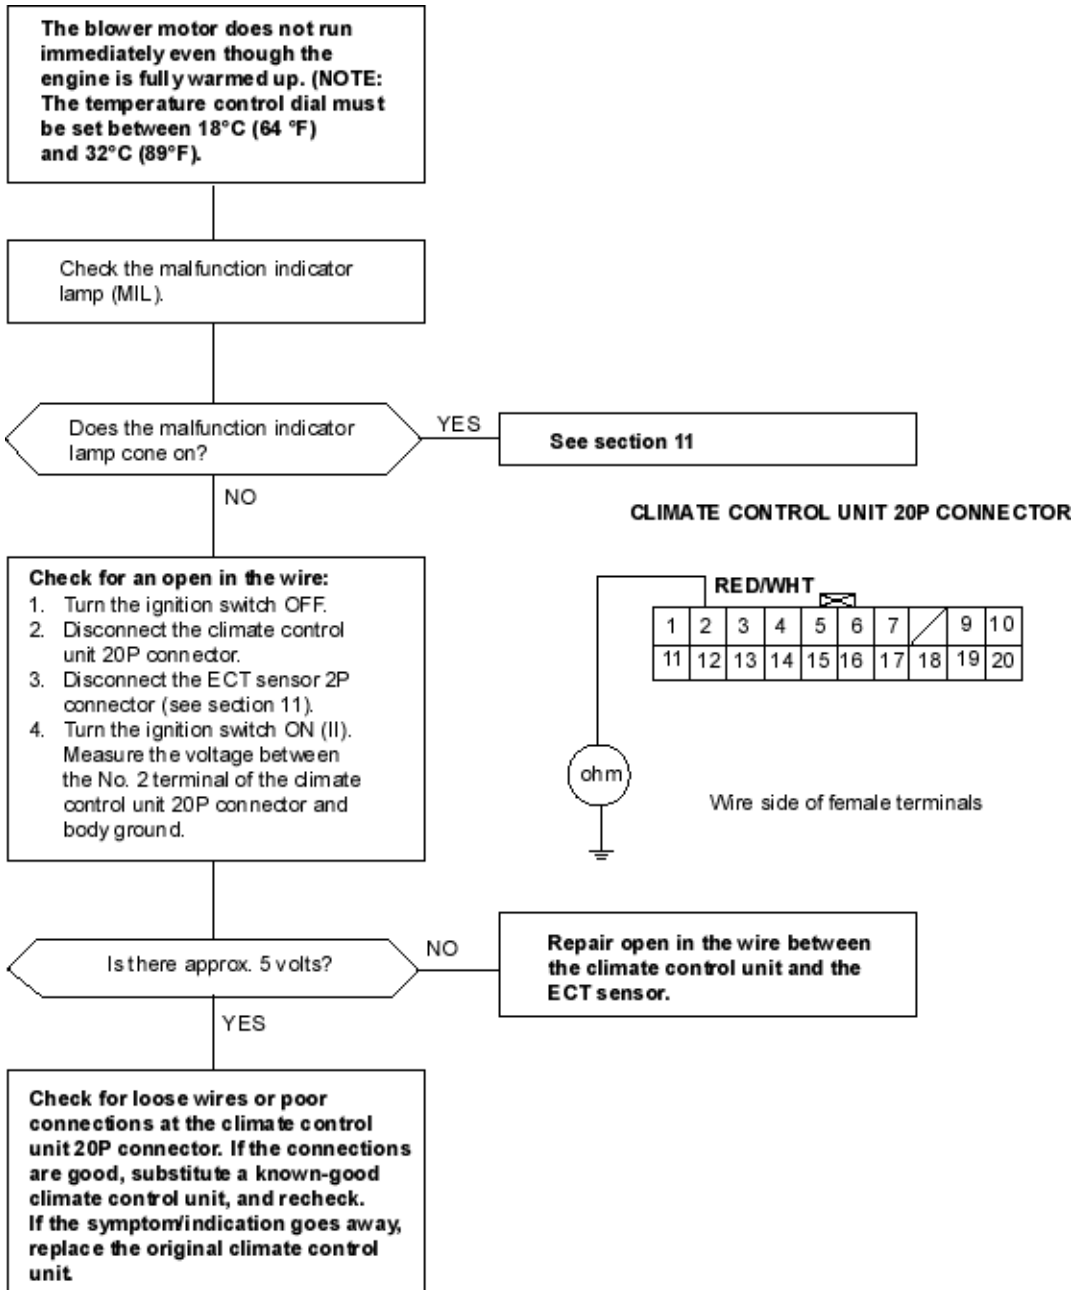 The blower motor does not run
immediately even though the
engine is fully warmed up. (NOTE:
The temperature control dial must
be set between 18°C (64 °F)
and 32°C (89°F).
Check the malfunction indicator
lamp (MIL).
Does the malfunction indicator
lamp cone on?
YES
See section 11
NO
CLIMATE CONTROL UNIT 20P CONNECTOR
Check for an open in the wire:
1. Turn the ignition switch OFF.
2. Disconnect the climate control
unit 20P connector.
3. Disconnect the ECT sensor 2P
connector (see section 11).
4. Turn the ignition switch ON (II).
Measure the voltage between
the No. 2 terminal of the climate
control unit 20P connector and
body ground.
RED/WHT
1 2 3 4 5 6 7 9 10
11 12 13 14 15 16 17 18 19 20
ohm
Wire side of female terminals
Is there approx. 5 volts?
NO
Repair open in the wire between
the climate control unit and the
ECT sensor.
YES
Check for loose wires or poor
connections at the climate control
unit 20P connector. If the connections
are good, substitute a known-good
climate control unit, and recheck.
If the symptom/indication goes away,
replace the original climate control
unit.